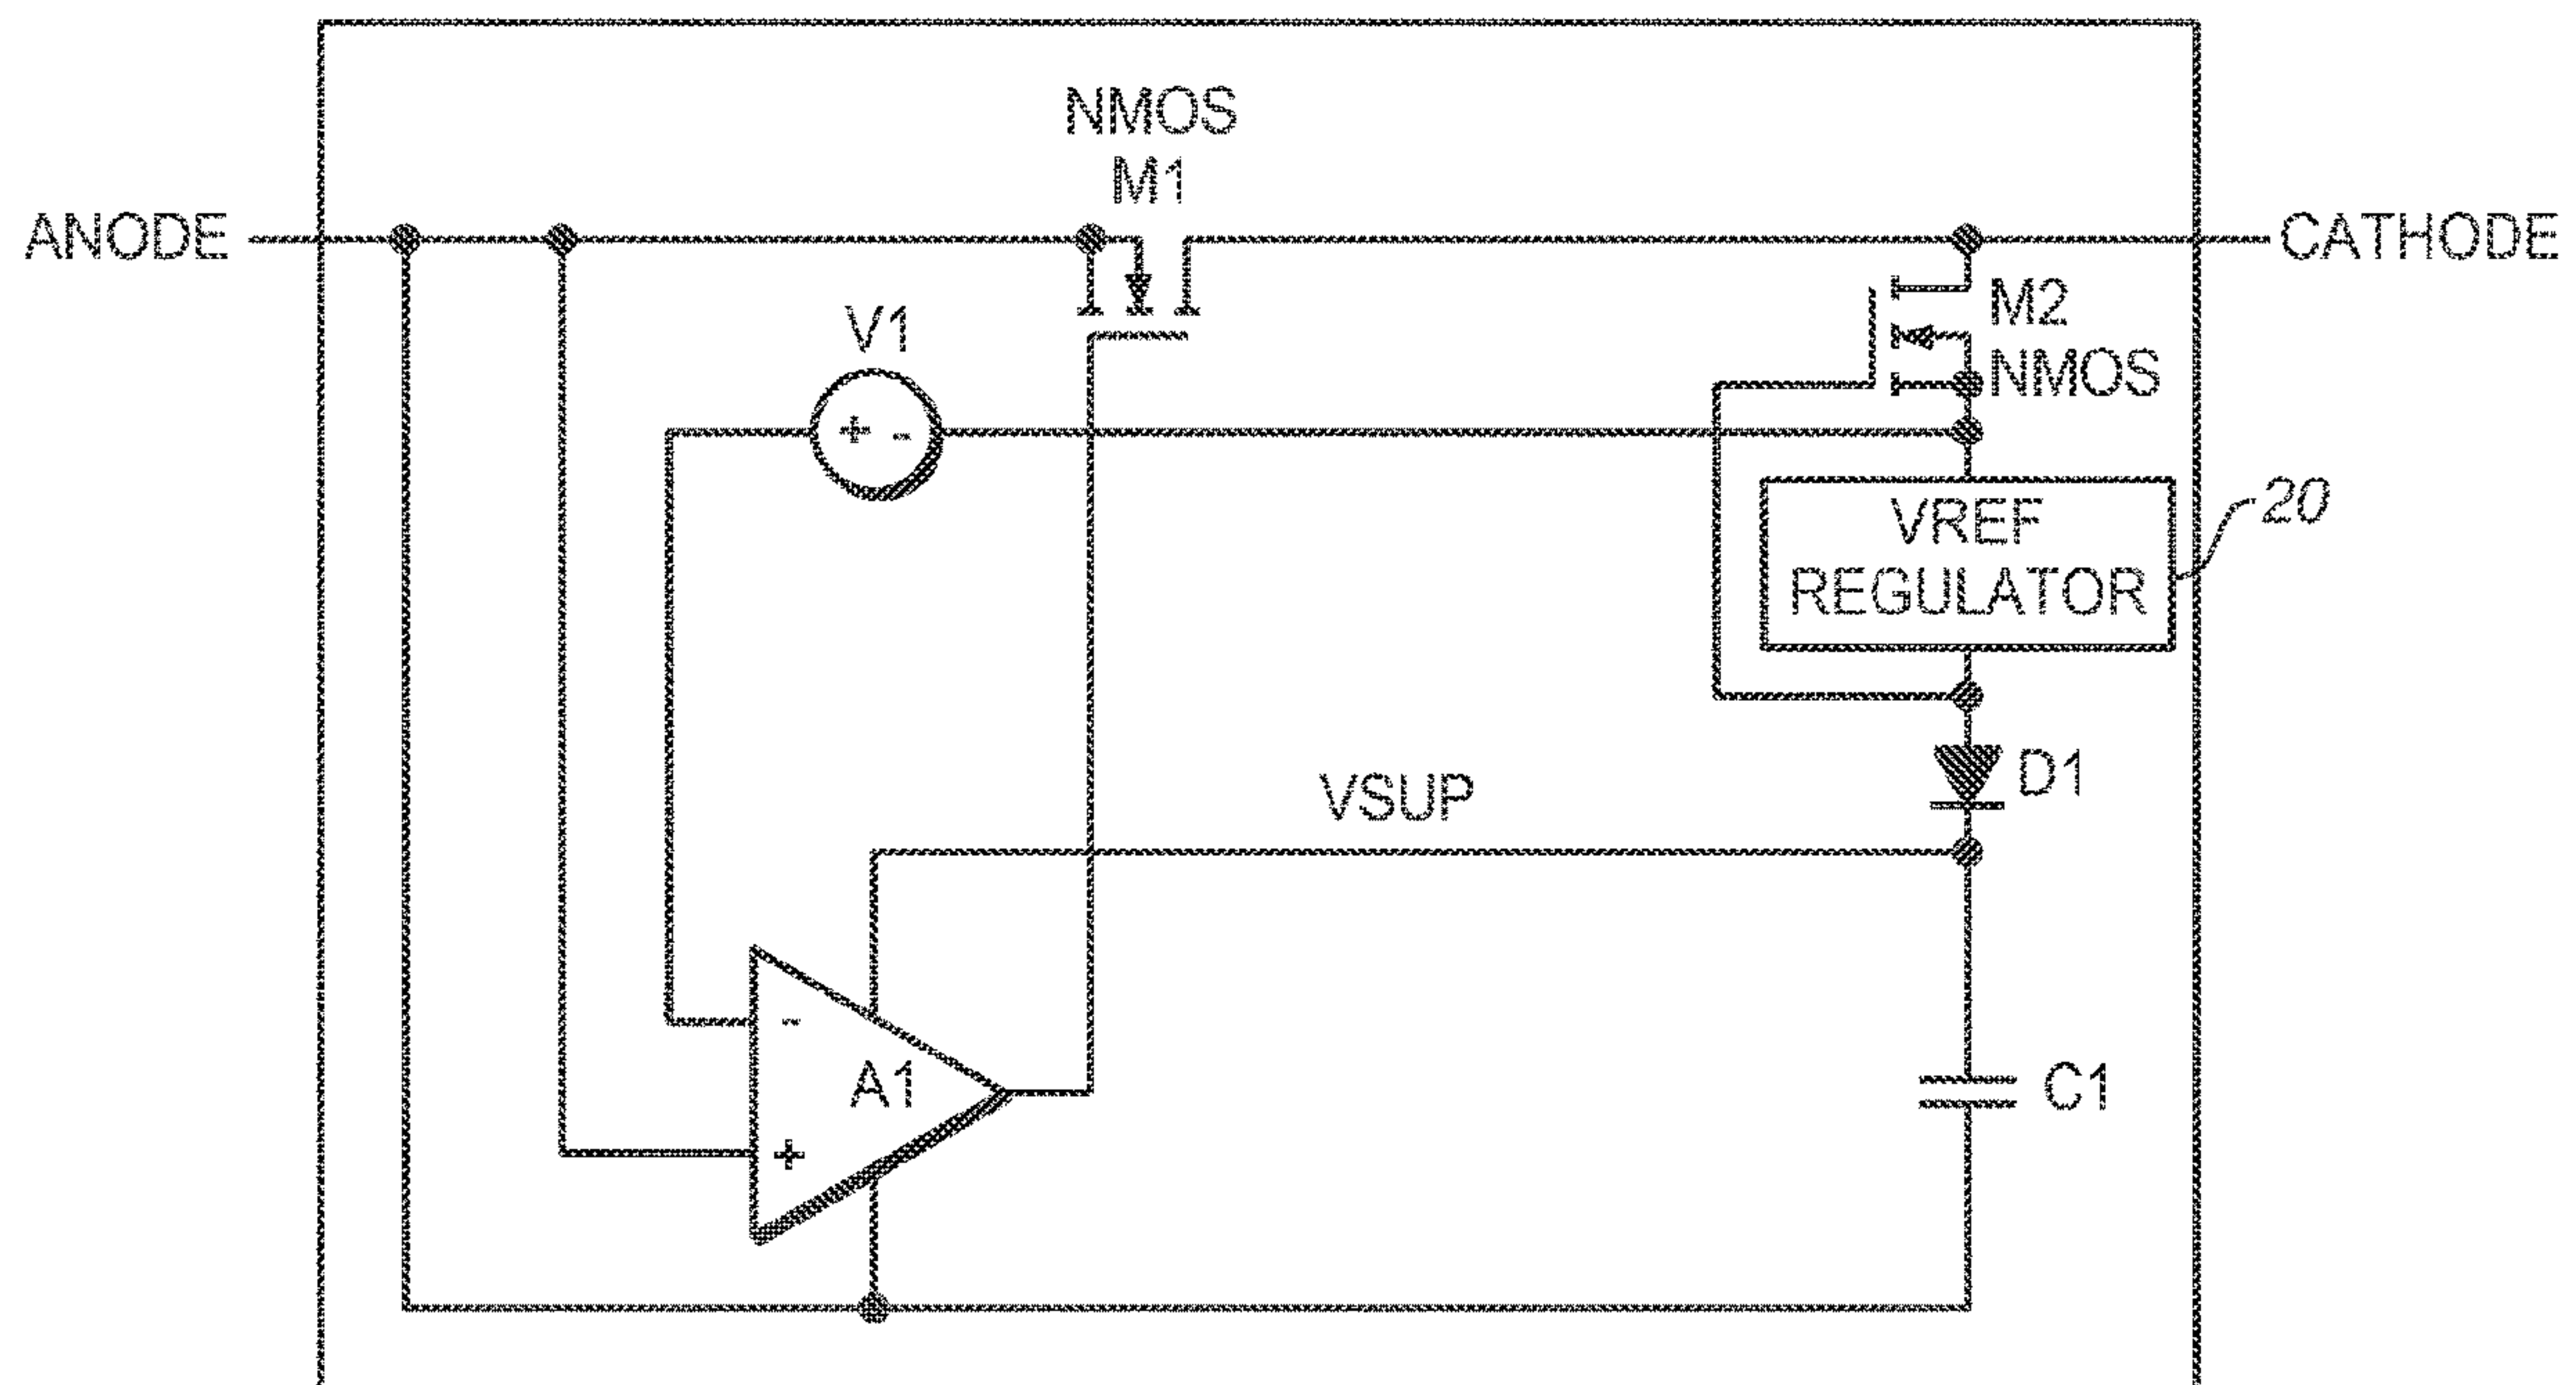 NMOS
M1
ANODE
CATHODE
V1
+ -
M2
NMOS
VREF
REGULATOR
20
D1
VSUP
-
A1
+
C1